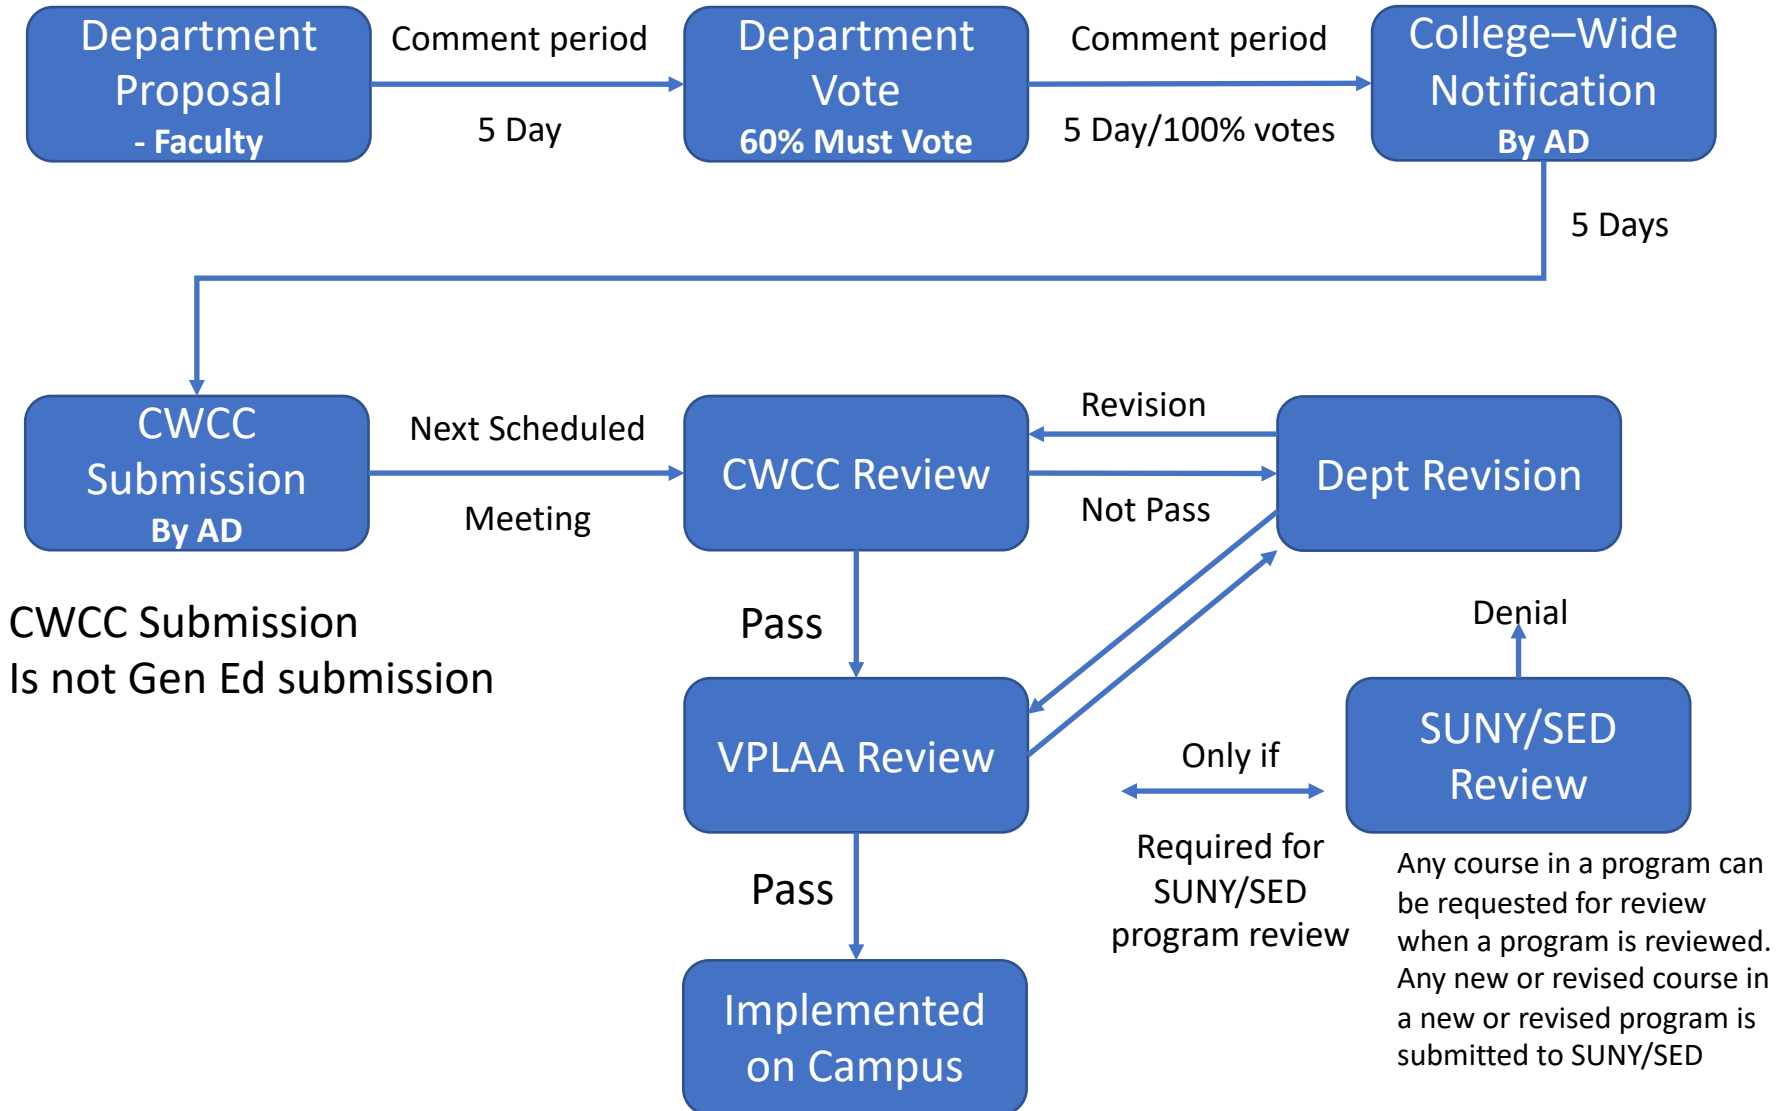 Department
Proposal
- Faculty
Comment period
5 Day
Department
Vote
60% Must Vote
Comment period
5 Day/100% votes
College–Wide
Notification
By AD
5 Days
CWCC
Submission
By AD
Next Scheduled
Meeting
CWCC Review
Revision
Not Pass
Dept Revision
CWCC Submission
Is not Gen Ed submission
Pass
Denial
VPLAA Review
Only if
Required for
SUNY/SED
program review
SUNY/SED
Review
Any course in a program can
be requested for review
when a program is reviewed.
Any new or revised course in
a new or revised program is
submitted to SUNY/SED
Pass
Implemented
on Campus